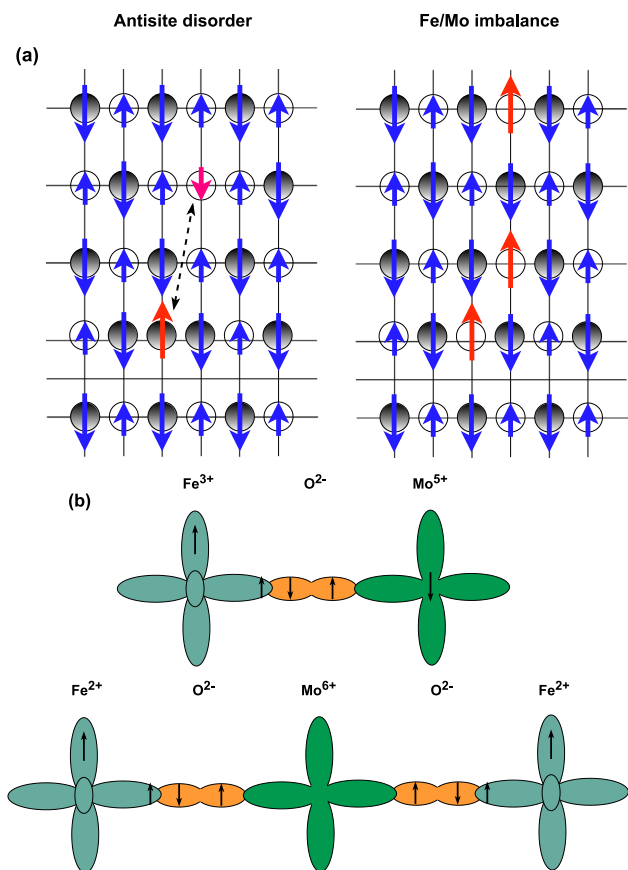 Antisite disorder Fe/Mo imbalance
(a)
Fe3+ O2- Mo5+
(b)
Fe2+ O2- Mo6+ O2- Fe2+